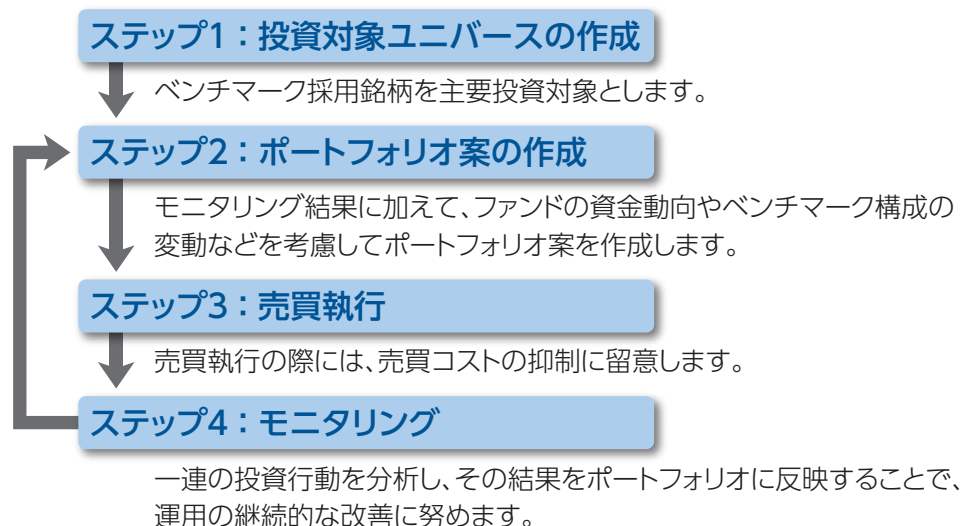 ステップ1：投資対象ユニバースの作成
ベンチマーク採用銘柄を主要投資対象とします。
ステップ2：ポートフォリオ案の作成
モニタリング結果に加えて、ファンドの資金動向やベンチマーク構成の
変動などを考慮してポートフォリオ案を作成します。
ステップ3：売買執行
売買執行の際には、売買コストの抑制に留意します。
ステップ4：モニタリング
一連の投資行動を分析し、その結果をポートフォリオに反映することで、
運用の継続的な改善に努めます。